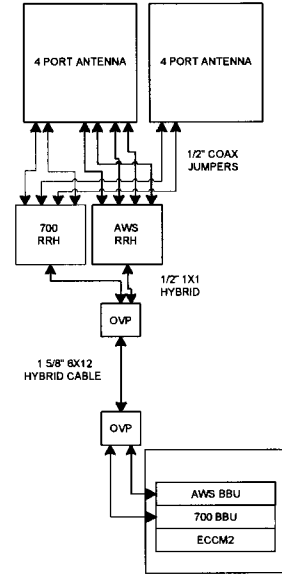 4 PORT ANTENNA
4 PORT ANTENNA
1/2" COAX
JUMPERS
700
RRH
AWS
RRH
1/2" 1X1
HYBRID
OVP
1 5/8" 6X12
HYBRID CABLE
OVP
AWS BBU
700 BBU
ECCM2